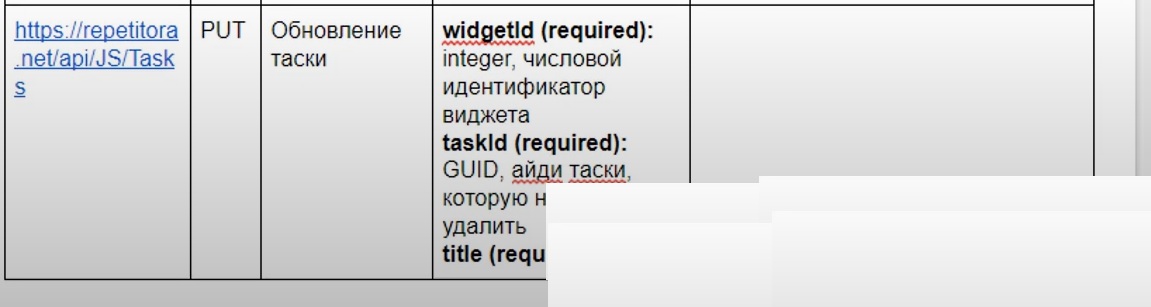 https://repetitora
.net/api/JS/Task
s
PUT
Обновление
таски
widgetId (required):
integer, числовой
идентификатор
виджета
taskId (required):
GUID, айди таски,
которую
удалить
title